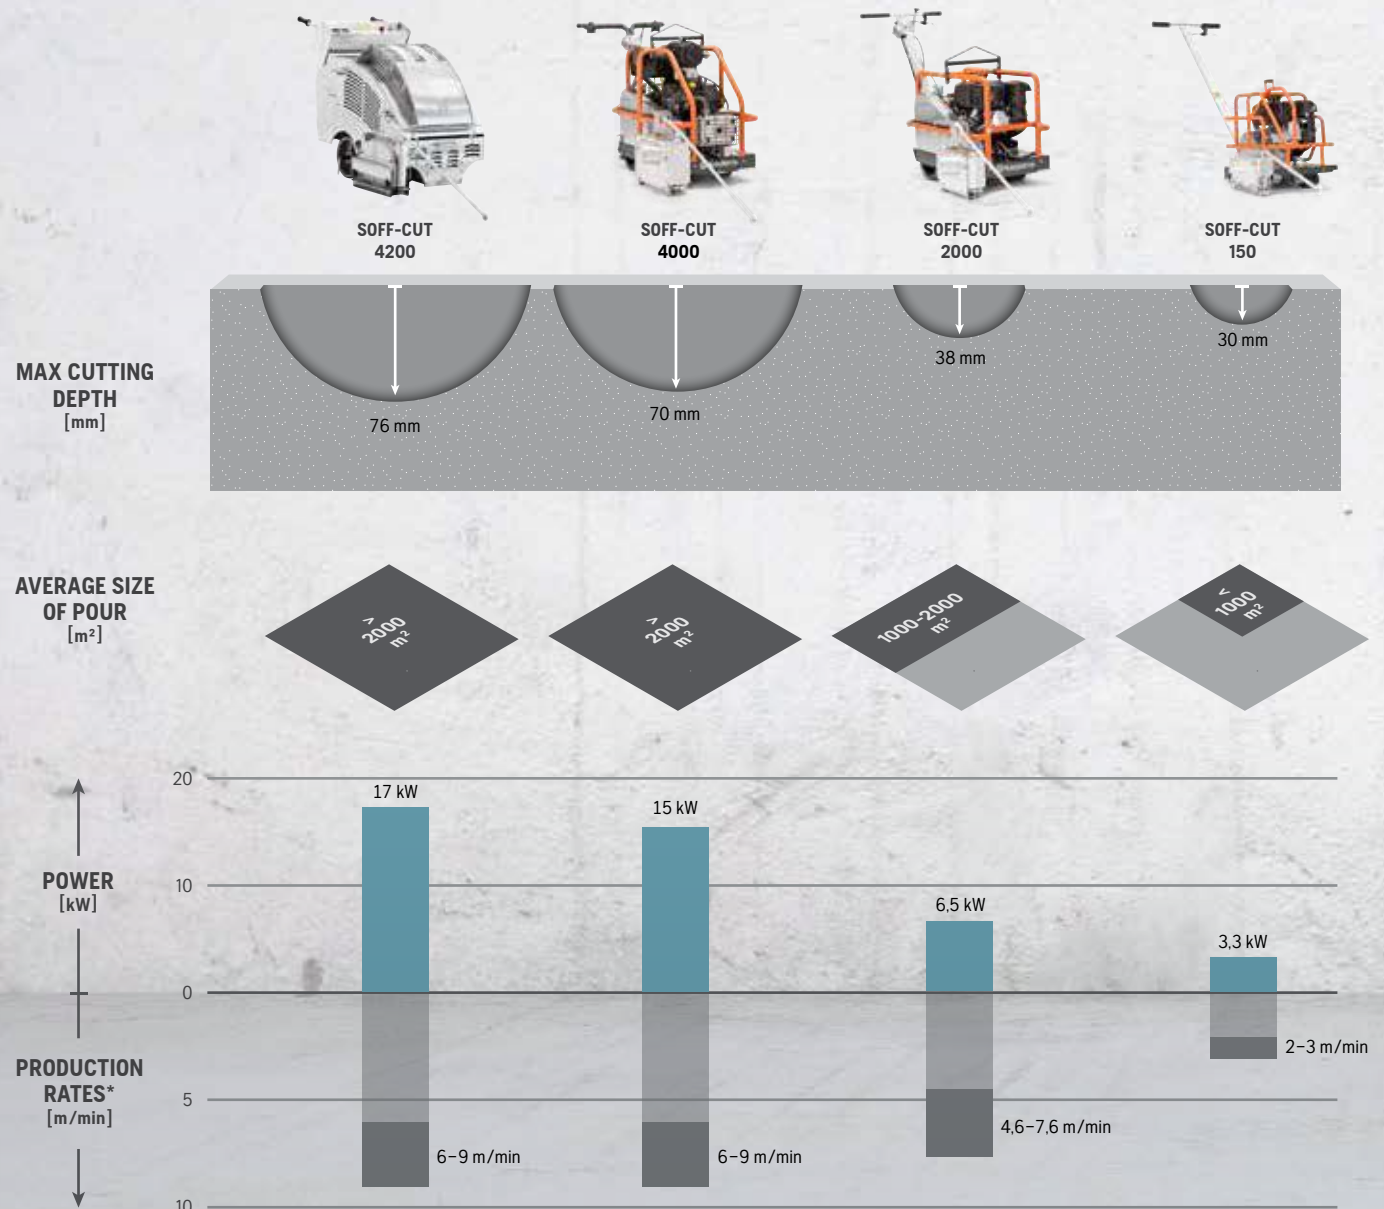 SOFF-CUT
4200
SOFF-CUT
4000
SOFF-CUT
2000
SOFF-CUT
150
MAX CUTTING
DEPTH
[mm]
76 mm
70 mm
38 mm
30 mm
AVERAGE SIZE
OF POUR
[m²]
>
2000
m²
>
2000
m²
1000-2000
m²
<
1000
m²
20
10
0
5
10
POWER
[kW]
17 kW
15 kW
6,5 kW
3,3 kW
PRODUCTION
RATES*
[m/min]
6–9 m/min
6–9 m/min
4,6–7,6 m/min
2–3 m/min